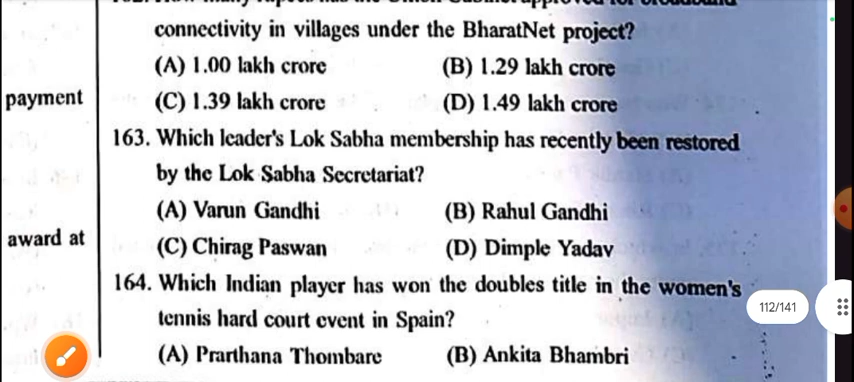 connectivity in villages under the BharatNet project?
(A) 1.00 lakh crore (B) 1.29 lakh crore
payment (C) 1.39 lakh crore (D) 1.49 lakh crore
163. Which leader's Lok Sabha membership has recently been restored
by the Lok Sabha Secretariat?
(A) Varun Gandhi (B) Rahul Gandhi
award at (C) Chirag Paswan (D) Dimple Yadav
164. Which Indian player has won the doubles title in the women's
112/141
tennis hard court event in Spain?
(A) Prarthana Thombare (B) Ankita Bhambri